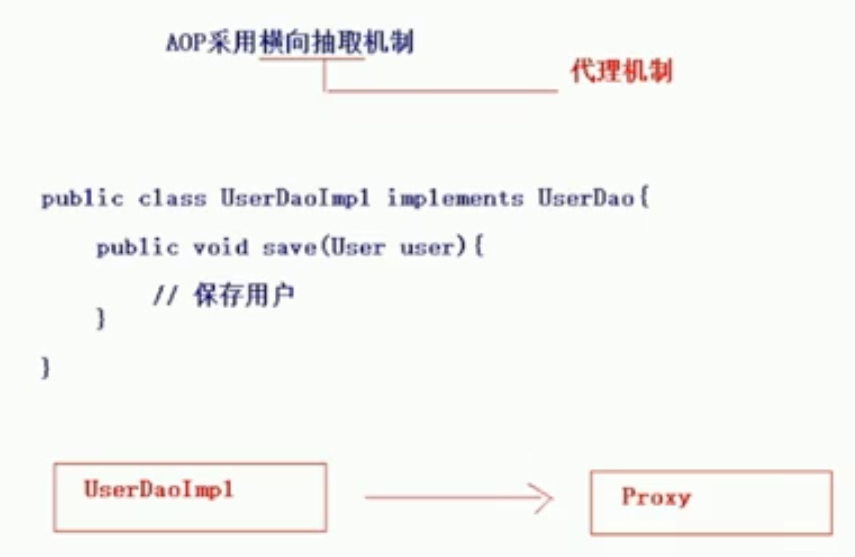 AOP采用横向抽取机制
代理机制
public class UserDaoImpl implements UserDao{
public void save(User user){
// 保存用户
}
}
UserDaoImpl
Proxy